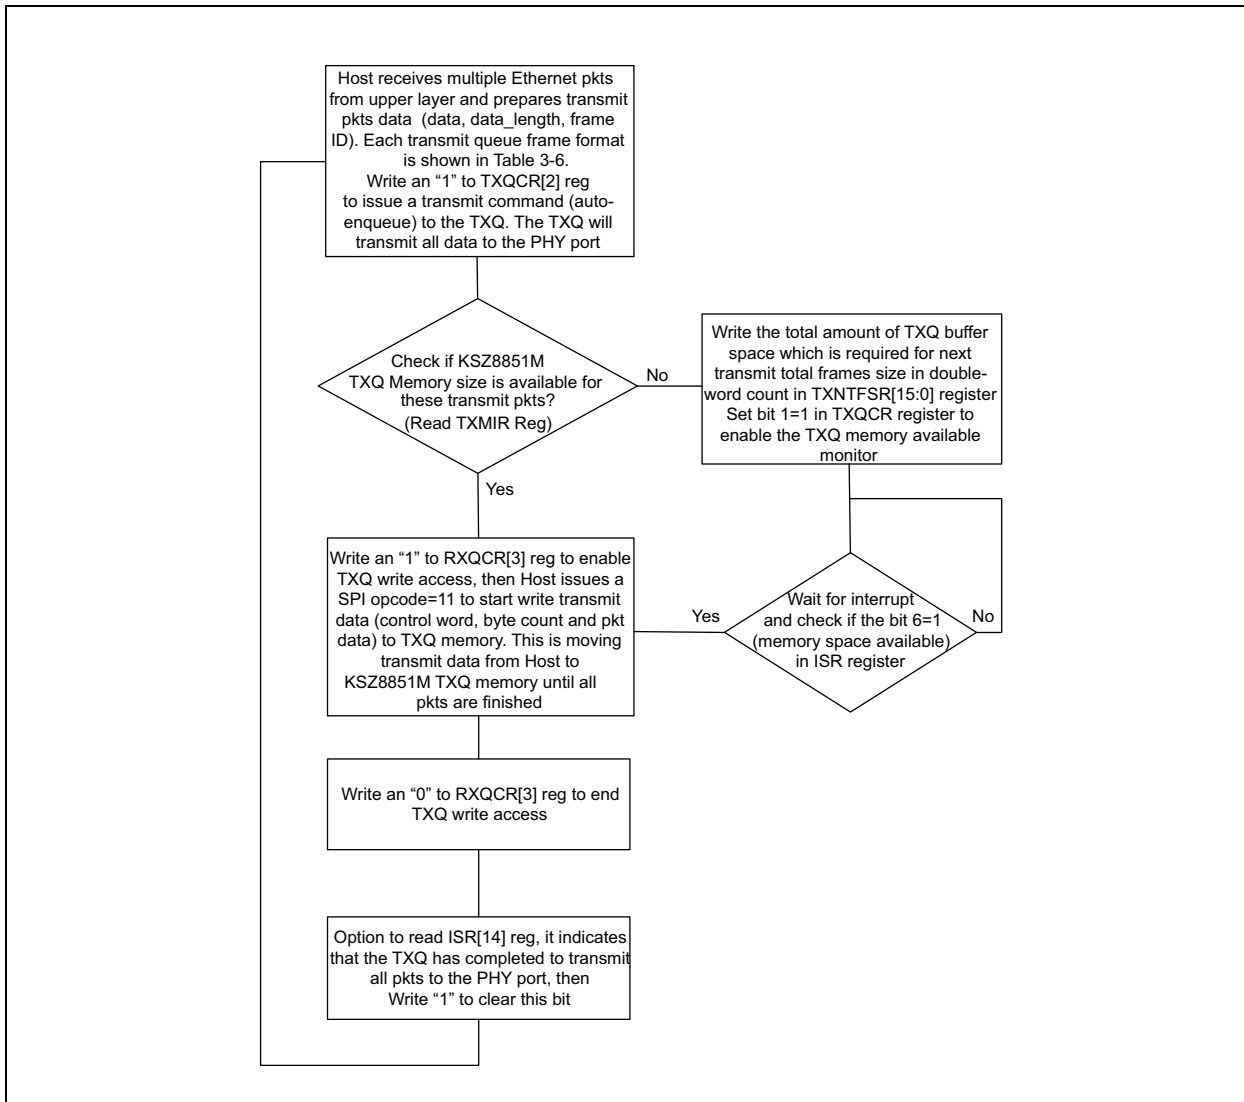 Host receives multiple Ethernet pkts
from upper layer and prepares transmit
pkts data (data, data_length, frame
ID). Each transmit queue frame format
is shown in Table 3-6.
Write an “1” to TXQCR[2] reg
to issue a transmit command (auto-
enqueue) to the TXQ. The TXQ will
transmit all data to the PHY port
Check if KSZ8851M
TXQ Memory size is available for
these transmit pkts?
(Read TXMIR Reg)
No
Write the total amount of TXQ buffer
space which is required for next
transmit total frames size in double-
word count in TXNTFSR[15:0] register
Set bit 1=1 in TXQCR register to
enable the TXQ memory available
monitor
Yes
Write an “1” to RXQCR[3] reg to enable
TXQ write access, then Host issues a
SPI opcode=11 to start write transmit
data (control word, byte count and pkt
data) to TXQ memory. This is moving
transmit data from Host to
KSZ8851M TXQ memory until all
pkts are finished
Yes
Wait for interrupt
and check if the bit 6=1
(memory space available)
in ISR register
No
Write an “0” to RXQCR[3] reg to end
TXQ write access
Option to read ISR[14] reg, it indicates
that the TXQ has completed to transmit
all pkts to the PHY port, then
Write “1” to clear this bit